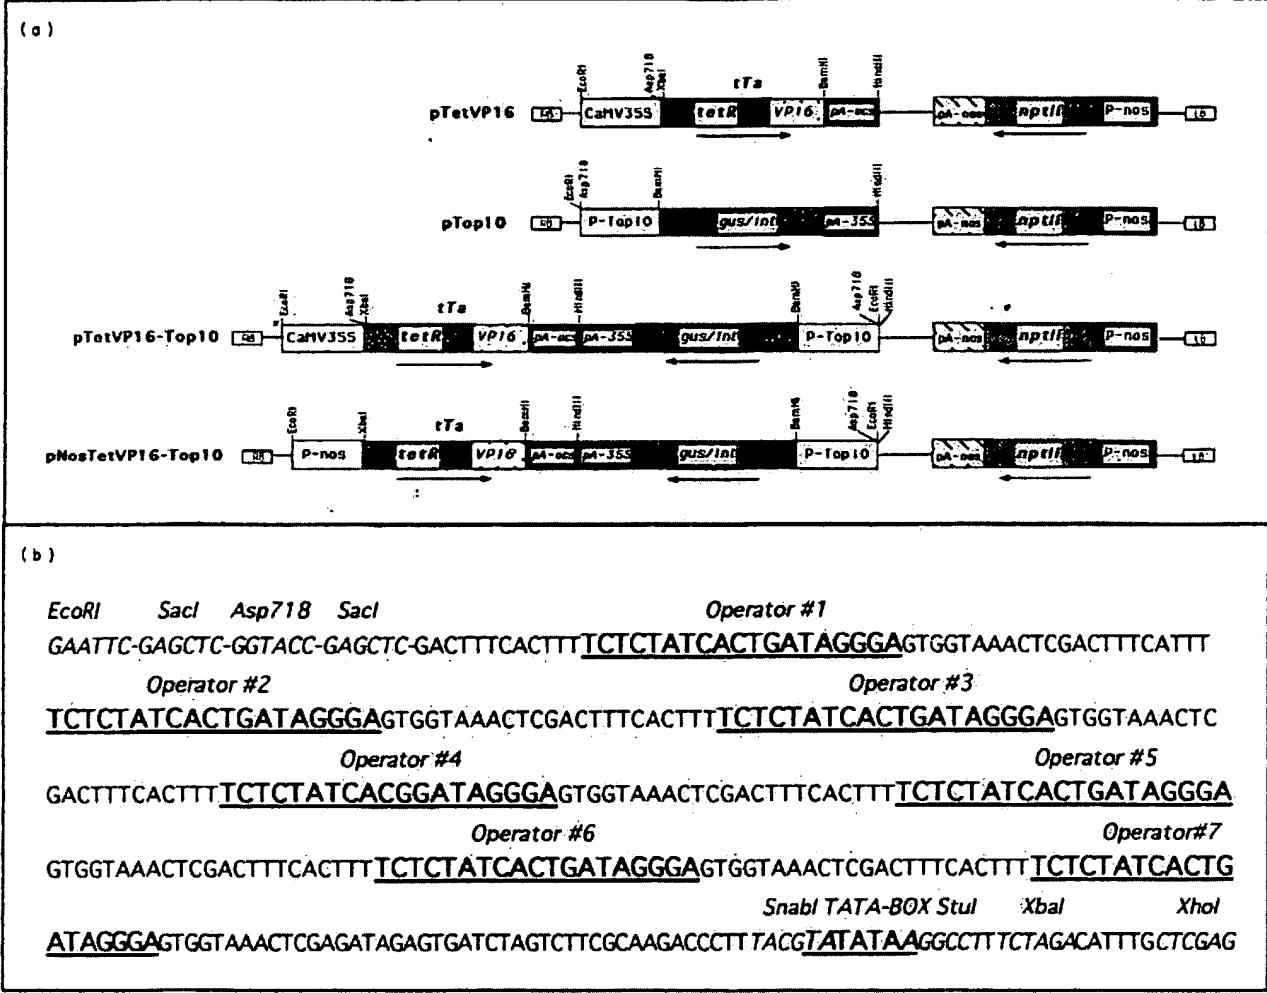 (a)
EcoRI Asp718 XbaI tTa BamHI HindIII
pTetVP16 RB CaMV35S tetR VP16 pA-ocs pA-nos nptII P-nos LB
EcoRI Asp718 BamHI HindIII
pTop10 RB P-Top10 gus/int pA-35S pA-nos nptII P-nos LB
EcoRI Asp718 XbaI tTa BamHI HindIII BamHI Asp718 EcoRI HindIII
pTetVP16-Top10 RB CaMV35S tetR VP16 pA-ocs pA-35S gus/int P-Top10 pA-nos nptII P-nos LB
EcoRI XbaI tTa BamHI HindIII BamHI Asp718 EcoRI HindIII
pNosTetVP16-Top10 RB P-nos tetR VP16 pA-ocs pA-35S gus/int P-Top10 pA-nos nptII P-nos LB
(b)
EcoRI SacI Asp718 SacI Operator #1
GAATTC-GAGCTC-GGTACC-GAGCTC-GACTTTCACTTTTCTCTATCACTGATAGGGAGTGGTAAACTCGACTTTCATTT
Operator #2 Operator #3
TCTCTATCACTGATAGGGAGTGGTAAACTCGACTTTCACTTTTCTCTATCACTGATAGGGAGTGGTAAACTC
Operator #4 Operator #5
GACTTTCACTTTTCTCTATCACGGATAGGGAGTGGTAAACTCGACTTTCACTTTTCTCTATCACTGATAGGGA
Operator #6 Operator#7
GTGGTAAACTCGACTTTCACTTTTCTCTATCACTGATAGGGAGTGGTAAACTCGACTTTCACTTTTCTCTATCACTG
SnabI TATA-BOX StuI XbaI XhoI
ATAGGGAGTGGTAAACTCGAGATAGAGTGATCTAGTCTTCGCAAGACCCTTTACGTATATAAGGCCTTTCTAGACATTTGCTCGAG